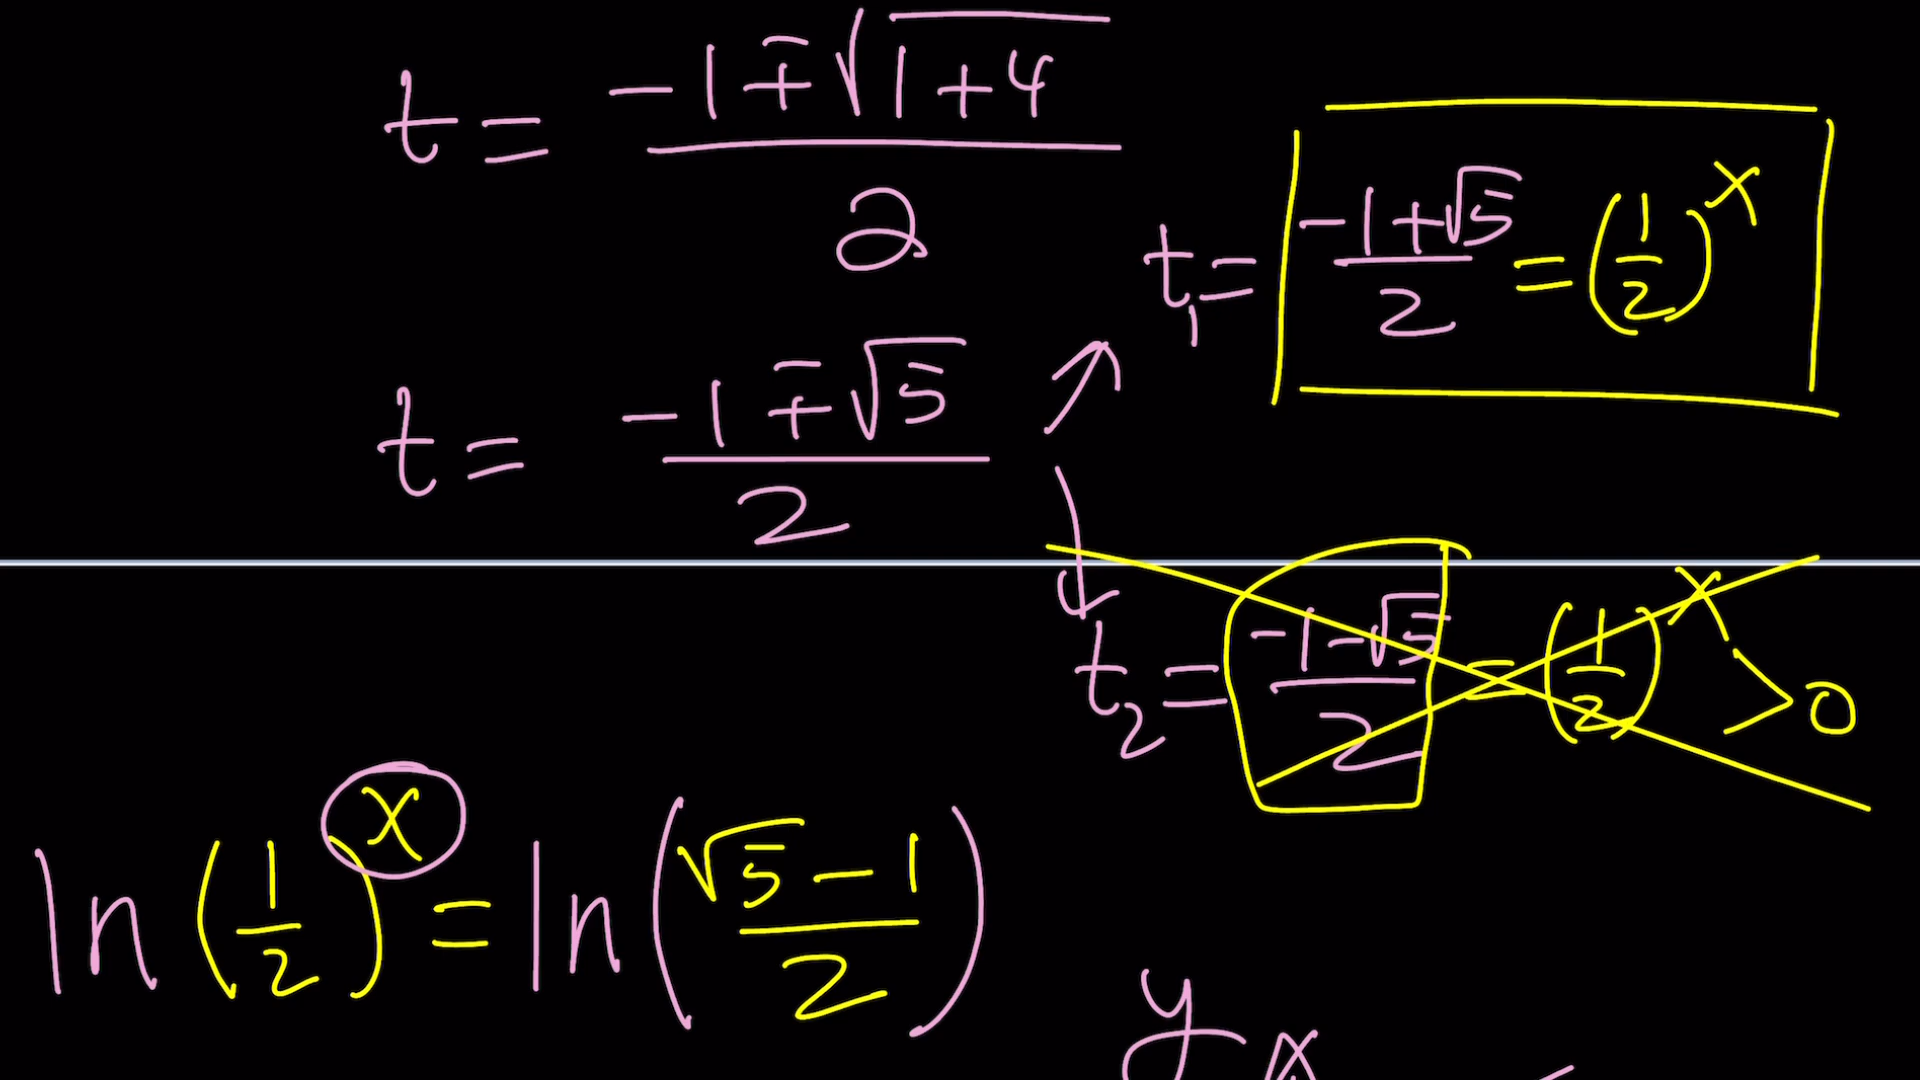 t = (-1 ∓ √(1+4)) / 2
t₁ = (-1+√5)/2 = (1/2)^x
t = (-1 ∓ √5) / 2
t₂ = (-1-√5)/2 = (1/2)^x > 0
ln (1/2)^x = ln ((√5 - 1)/2)
y